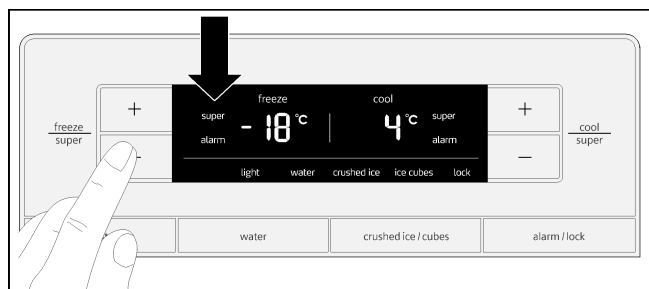 freeze
super
+
−
freeze cool
super - 18 °C 4 °C super
alarm alarm
light water crushed ice ice cubes lock
+
−
cool
super
water crushed ice / cubes alarm / lock